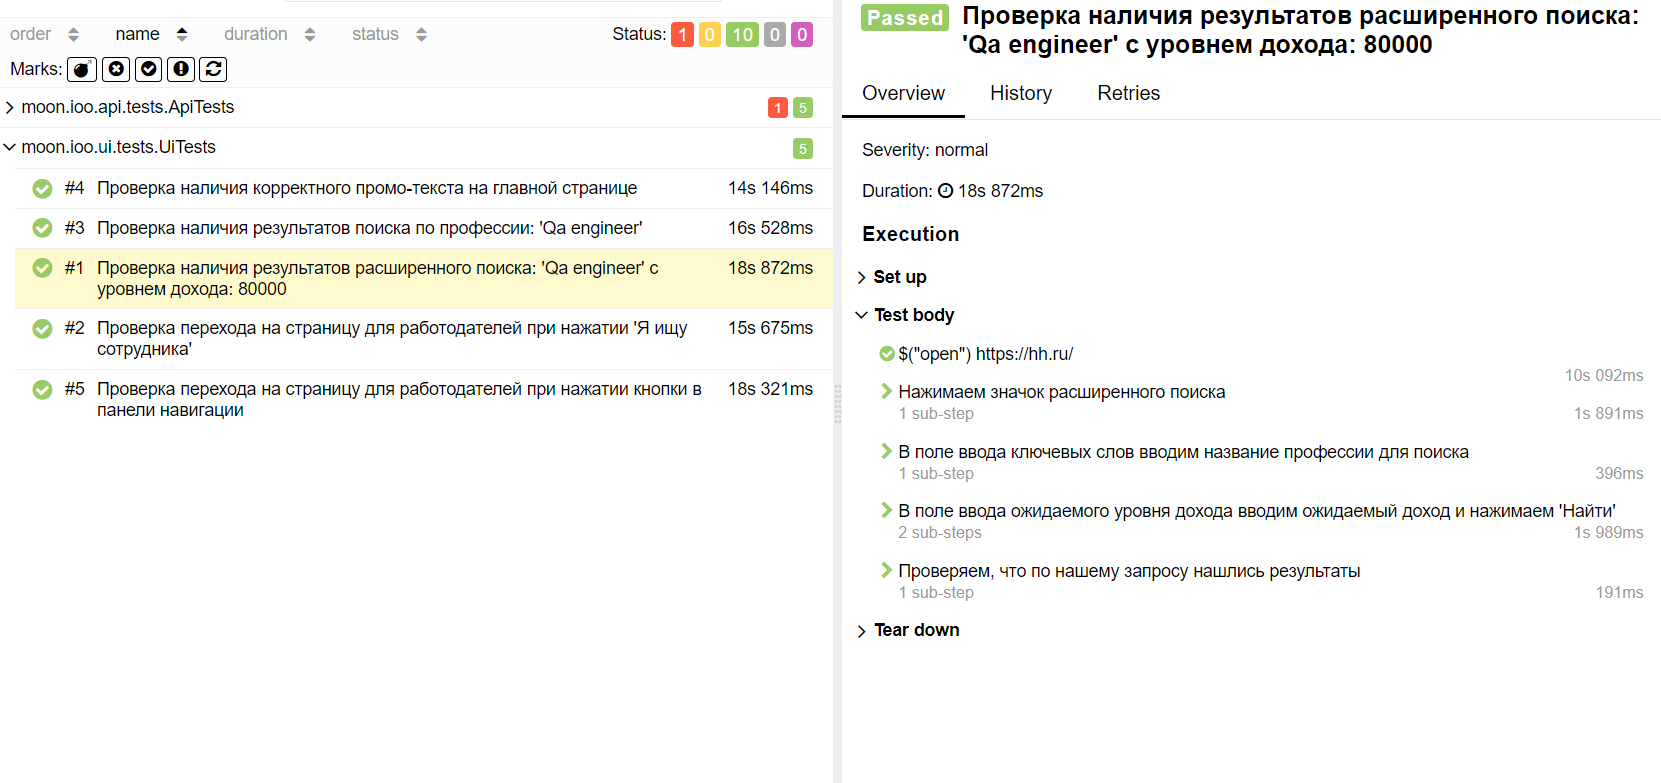 order name duration status Status: 1 0 10 0 0
Marks:
moon.ioo.api.tests.ApiTests 1 5
moon.ioo.ui.tests.UiTests 5
#4 Проверка наличия корректного промо-текста на главной странице 14s 146ms
#3 Проверка наличия результатов поиска по профессии: 'Qa engineer' 16s 528ms
#1 Проверка наличия результатов расширенного поиска: 'Qa engineer' с 18s 872ms
уровнем дохода: 80000
#2 Проверка перехода на страницу для работодателей при нажатии 'Я ищу 15s 675ms
сотрудника'
#5 Проверка перехода на страницу для работодателей при нажатии кнопки в 18s 321ms
панели навигации
Passed Проверка наличия результатов расширенного поиска:
'Qa engineer' с уровнем дохода: 80000
Overview History Retries
Severity: normal
Duration: 18s 872ms
Execution
Set up
Test body
$("open") https://hh.ru/
10s 092ms
Нажимаем значок расширенного поиска
1 sub-step 1s 891ms
В поле ввода ключевых слов вводим название профессии для поиска
1 sub-step 396ms
В поле ввода ожидаемого уровня дохода вводим ожидаемый доход и нажимаем 'Найти'
2 sub-steps 1s 989ms
Проверяем, что по нашему запросу нашлись результаты
1 sub-step 191ms
Tear down